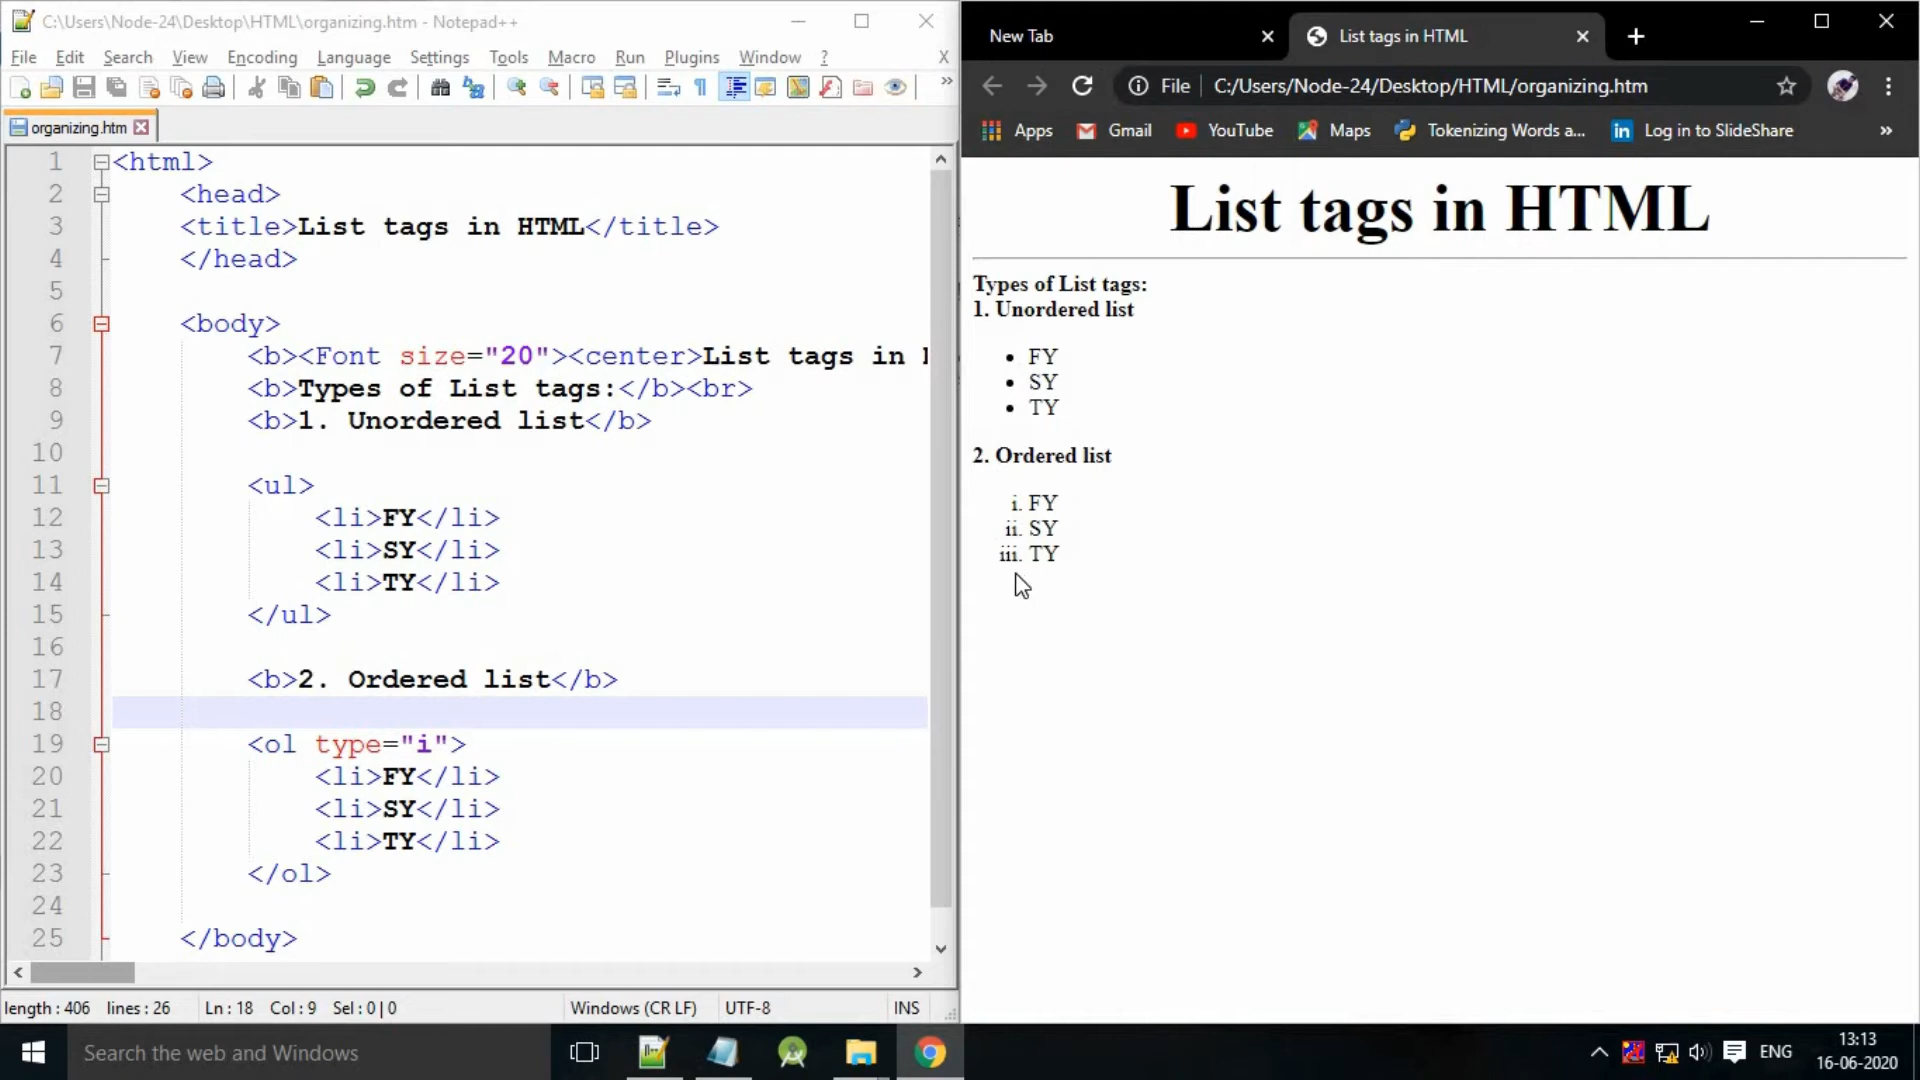 C:\Users\Node-24\Desktop\HTML\organizing.htm - Notepad++
File Edit Search View Encoding Language Settings Tools Macro Run Plugins Window ? X
organizing.htm
1 <html>
2 <head>
3 <title>List tags in HTML</title>
4 </head>
5
6 <body>
7 <b><Font size="20"><center>List tags in
8 <b>Types of List tags:</b><br>
9 <b>1. Unordered list</b>
10
11 <ul>
12 <li>FY</li>
13 <li>SY</li>
14 <li>TY</li>
15 </ul>
16
17 <b>2. Ordered list</b>
18
19 <ol type="i">
20 <li>FY</li>
21 <li>SY</li>
22 <li>TY</li>
23 </ol>
24
25 </body>
length : 406 lines : 26 Ln : 18 Col : 9 Sel : 0 | 0 Windows (CR LF) UTF-8 INS
New Tab List tags in HTML
File C:/Users/Node-24/Desktop/HTML/organizing.htm
Apps Gmail YouTube Maps Tokenizing Words a... Log in to SlideShare »
List tags in HTML
Types of List tags:
1. Unordered list
• FY
• SY
• TY
2. Ordered list
i. FY
ii. SY
iii. TY
Search the web and Windows
ENG
13:13
16-06-2020